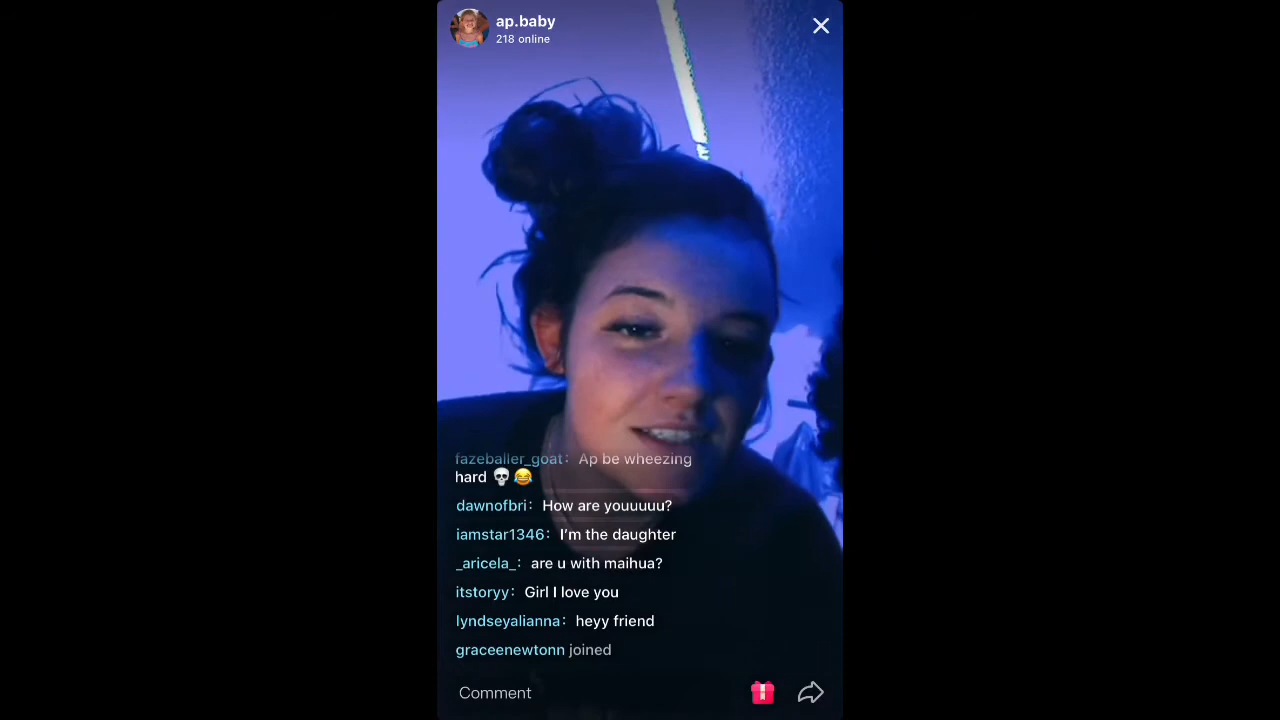 ap.baby
218 online
fazeballer_goat: Ap be wheezing
hard 💀😂
dawnofbri: How are youuuuu?
iamstar1346: I’m the daughter
_aricela_: are u with maihua?
itstoryy: Girl I love you
lyndseyalianna: heyy friend
graceenewtonn joined
Comment